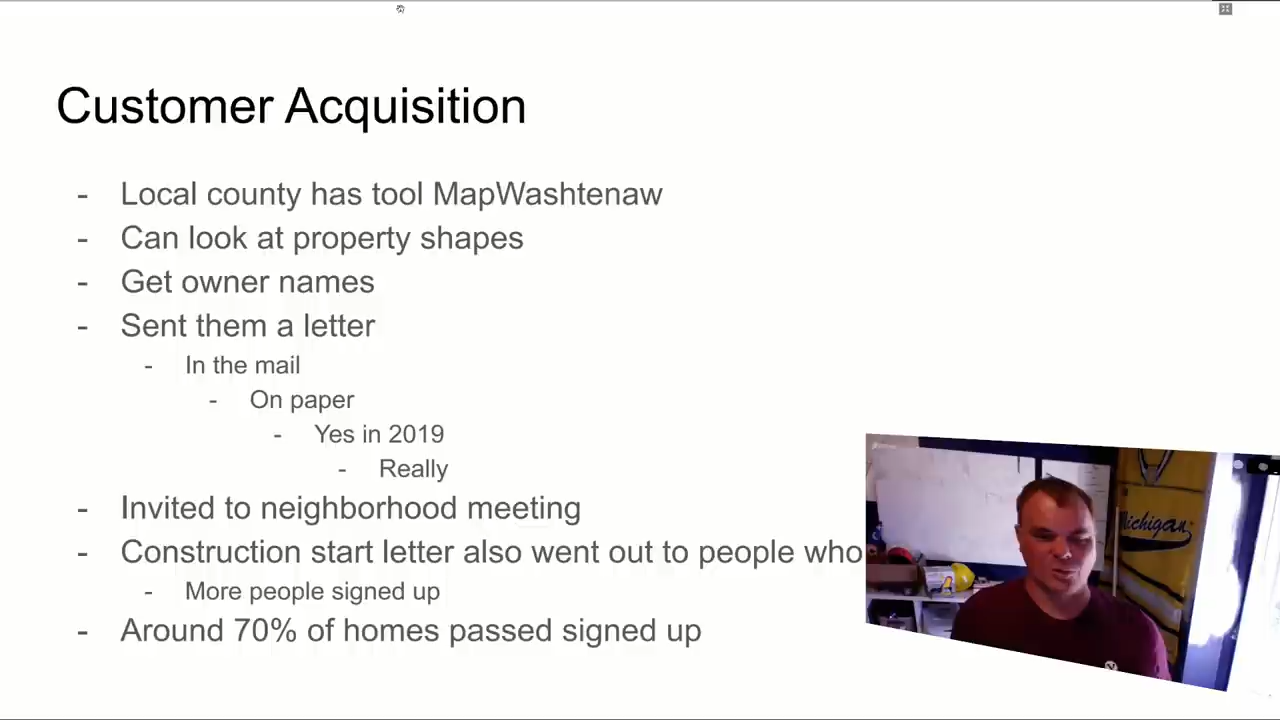 Customer Acquisition
- Local county has tool MapWashtenaw
- Can look at property shapes
- Get owner names
- Sent them a letter
- In the mail
- On paper
- Yes in 2019
- Really
- Invited to neighborhood meeting
- Construction start letter also went out to people who
- More people signed up
- Around 70% of homes passed signed up
Michigan